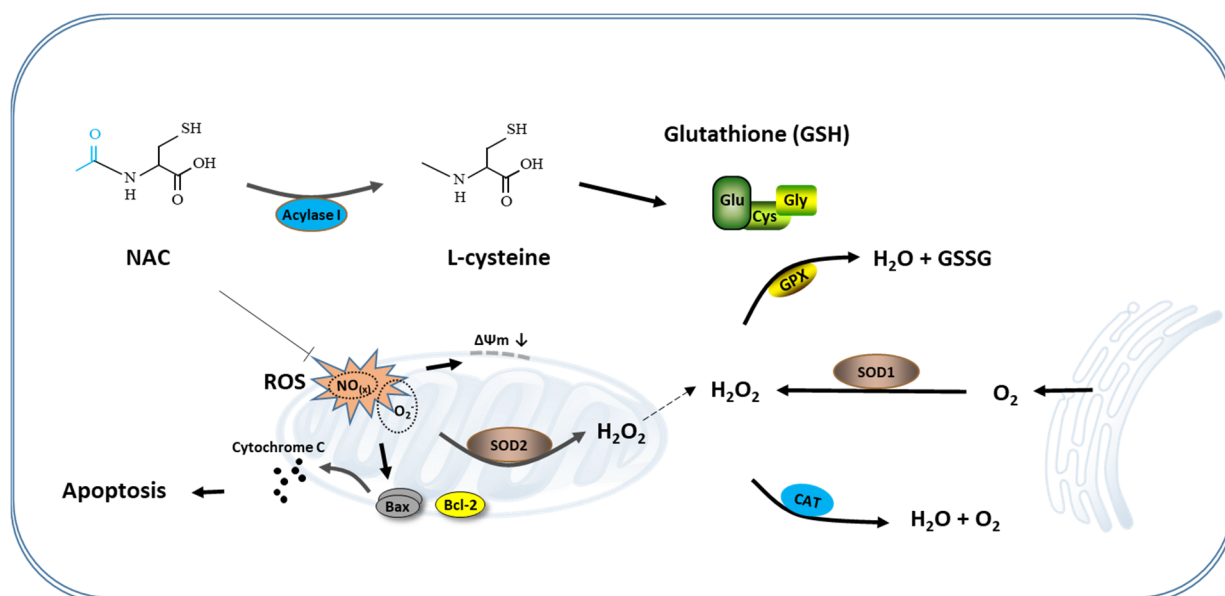 O
SH
N
H
OH
O
NAC
Acylase I
SH
N
H
OH
O
L-cysteine
Glutathione (GSH)
Glu
Cys
Gly
GPX
H₂O + GSSG
ΔΨm ↓
ROS
NO₍ₓ₎
O₂⁻
SOD2
H₂O₂
H₂O₂
SOD1
O₂
Cytochrome C
Apoptosis
Bax
Bcl-2
CAT
H₂O + O₂